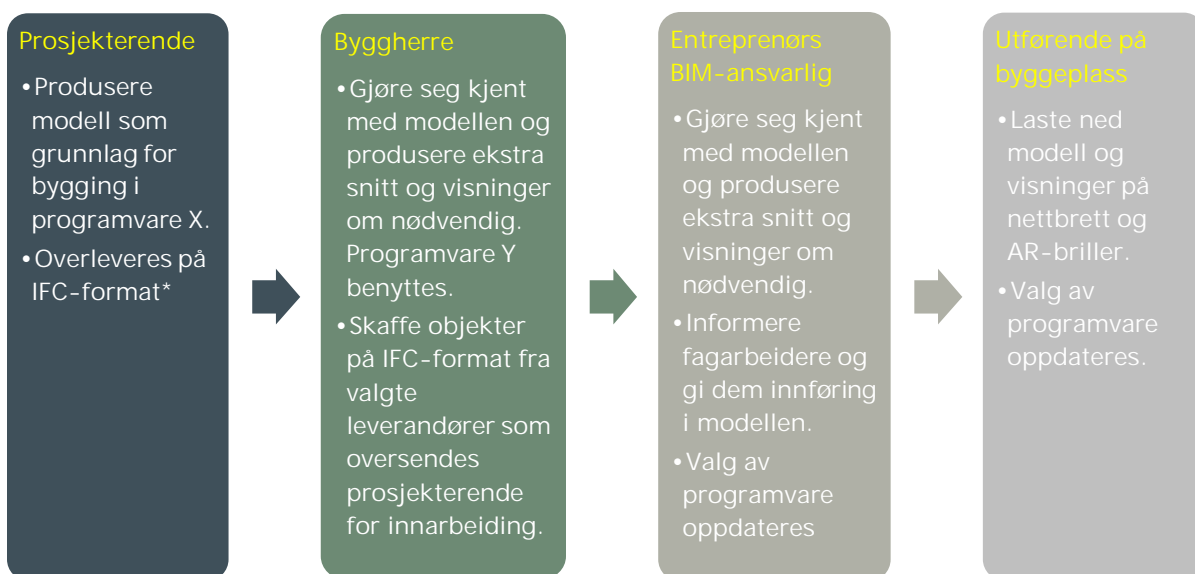 Prosjekterende
•Produsere
modell som
grunnlag for
bygging i
programvare X.
•Overleveres på
IFC-format*
Byggherre
•Gjøre seg kjent
med modellen og
produsere ekstra
snitt og visninger
om nødvendig.
Programvare Y
benyttes.
•Skaffe objekter
på IFC-format fra
valgte
leverandører som
oversendes
prosjekterende
for innarbeiding.
Entreprenørs
BIM-ansvarlig
•Gjøre seg kjent
med modellen
og produsere
ekstra snitt og
visninger om
nødvendig.
•Informere
fagarbeidere og
gi dem innføring
i modellen.
•Valg av
programvare
oppdateres
Utførende på
byggeplass
•Laste ned
modell og
visninger på
nettbrett og
AR-briller.
•Valg av
programvare
oppdateres.